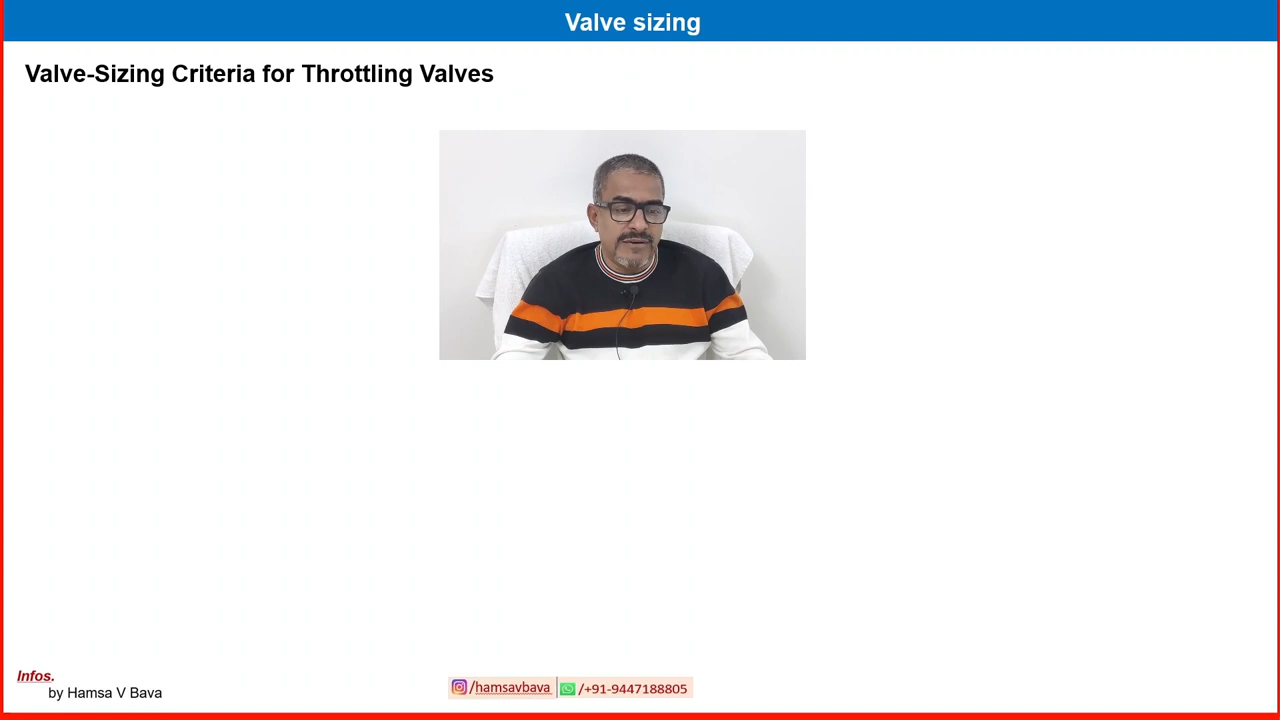 Valve sizing
Valve-Sizing Criteria for Throttling Valves
Infos.
by Hamsa V Bava
/hamsavbava
/+91-9447188805